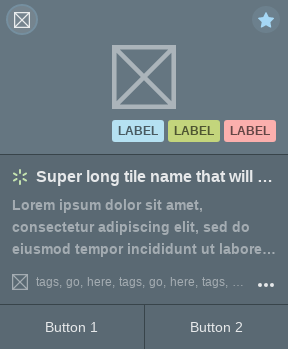 LABEL LABEL LABEL
Super long tile name that will …
Lorem ipsum dolor sit amet,
consectetur adipiscing elit, sed do
eiusmod tempor incididunt ut labore…
tags, go, here, tags, go, here, tags, …
Button 1 Button 2